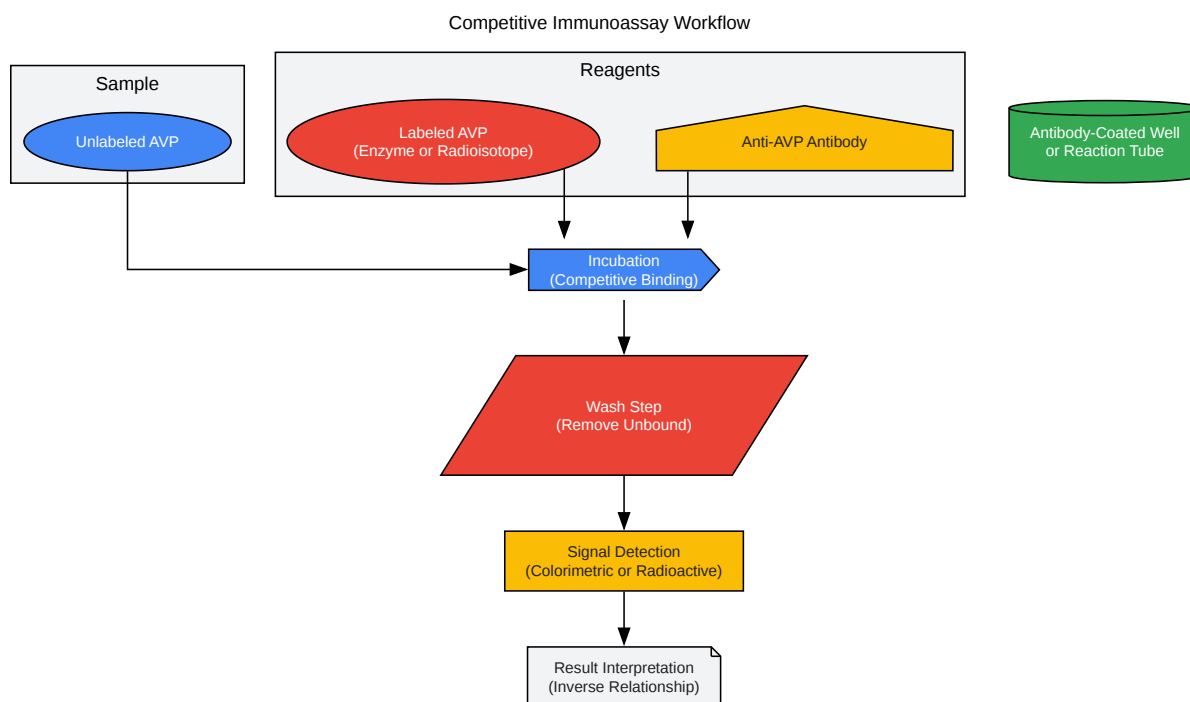 Competitive Immunoassay Workflow
Sample
Unlabeled AVP
Reagents
Labeled AVP
(Enzyme or Radioisotope)
Anti-AVP Antibody
Antibody-Coated Well
or Reaction Tube
Incubation
(Competitive Binding)
Wash Step
(Remove Unbound)
Signal Detection
(Colorimetric or Radioactive)
Result Interpretation
(Inverse Relationship)